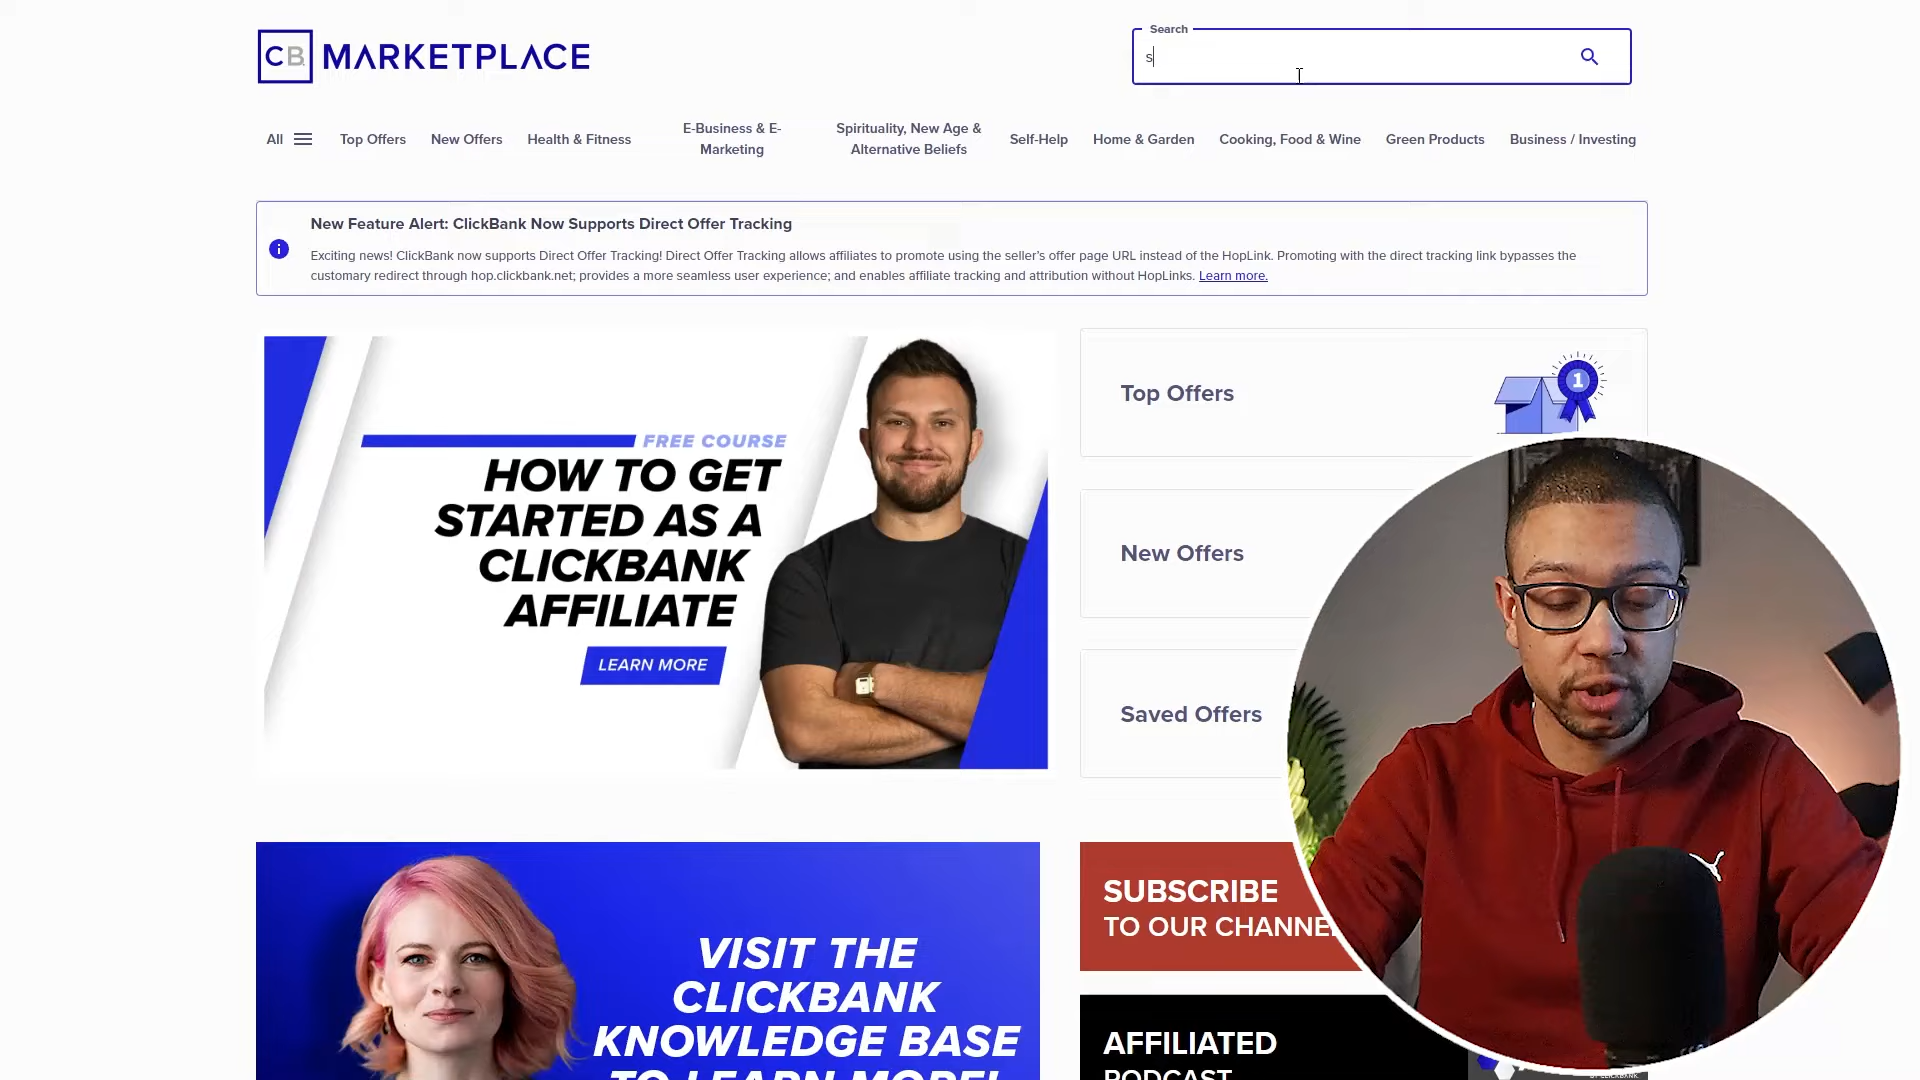 CB MARKETPLACE
Search
s
All
Top Offers
New Offers
Health & Fitness
E-Business & E-
Marketing
Spirituality, New Age &
Alternative Beliefs
Self-Help
Home & Garden
Cooking, Food & Wine
Green Products
Business / Investing
New Feature Alert: ClickBank Now Supports Direct Offer Tracking
Exciting news! ClickBank now supports Direct Offer Tracking! Direct Offer Tracking allows affiliates to promote using the seller's offer page URL instead of the HopLink. Promoting with the direct tracking link bypasses the
customary redirect through hop.clickbank.net; provides a more seamless user experience; and enables affiliate tracking and attribution without HopLinks. Learn more.
FREE COURSE
HOW TO GET
STARTED AS A
CLICKBANK
AFFILIATE
LEARN MORE
Top Offers
1
New Offers
Saved Offers
VISIT THE
CLICKBANK
KNOWLEDGE BASE
TO LEARN MORE!
SUBSCRIBE
TO OUR CHANNEL
AFFILIATED
PODCAST